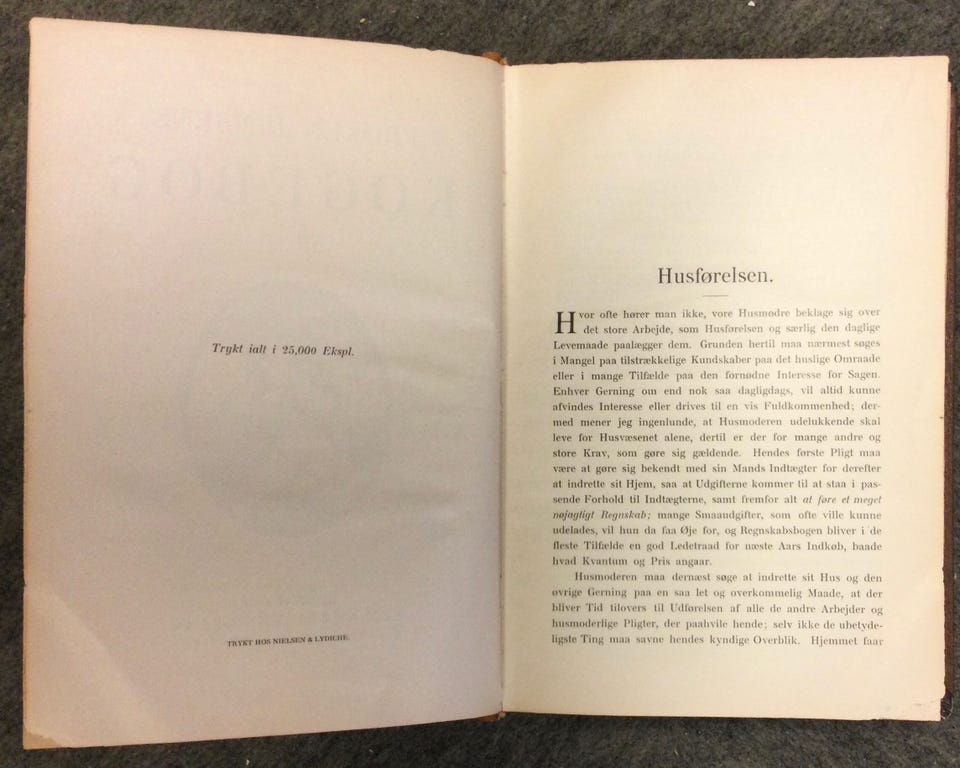 Trykt ialt i 25,000 Ekspl.
TRYKT HOS NIELSEN & LYDICHE.
Husførelsen.
Hvor ofte hører man ikke, vore Husmødre beklage sig over
det store Arbejde, som Husførelsen og særlig den daglige
Levemaade paalægger dem. Grunden hertil maa nærmest søges
i Mangel paa tilstrækkelige Kundskaber paa det huslige Omraade
eller i mange Tilfælde paa den fornødne Interesse for Sagen.
Enhver Gerning om end nok saa dagligdags, vil altid kunne
afvindes Interesse eller drives til en vis Fuldkommenhed; der-
med mener jeg ingenlunde, at Husmoderen udelukkende skal
leve for Husvæsenet alene, dertil er der for mange andre og
store Krav, som gøre sig gældende. Hendes første Pligt maa
være at gøre sig bekendt med sin Mands Indtægter for derefter
at indrette sit Hjem, saa at Udgifterne kommer til at staa i pas-
sende Forhold til Indtægterne, samt fremfor alt at føre et meget
nøjagtigt Regnskab; mange Smaaudgifter, som ofte ville kunne
udelades, vil hun da faa Øje for, og Regnskabsbogen bliver i de
fleste Tilfælde en god Ledetraad for næste Aars Indkøb, baade
hvad Kvantum og Pris angaar.
Husmoderen maa dernæst søge at indrette sit Hus og den
øvrige Gerning paa en saa let og overkommelig Maade, at der
bliver Tid tilovers til Udførelsen af alle de andre Arbejder og
husmoderlige Pligter, der paahvile hende; selv ikke de ubetyde-
ligste Ting maa savne hendes kyndige Overblik. Hjemmet faar